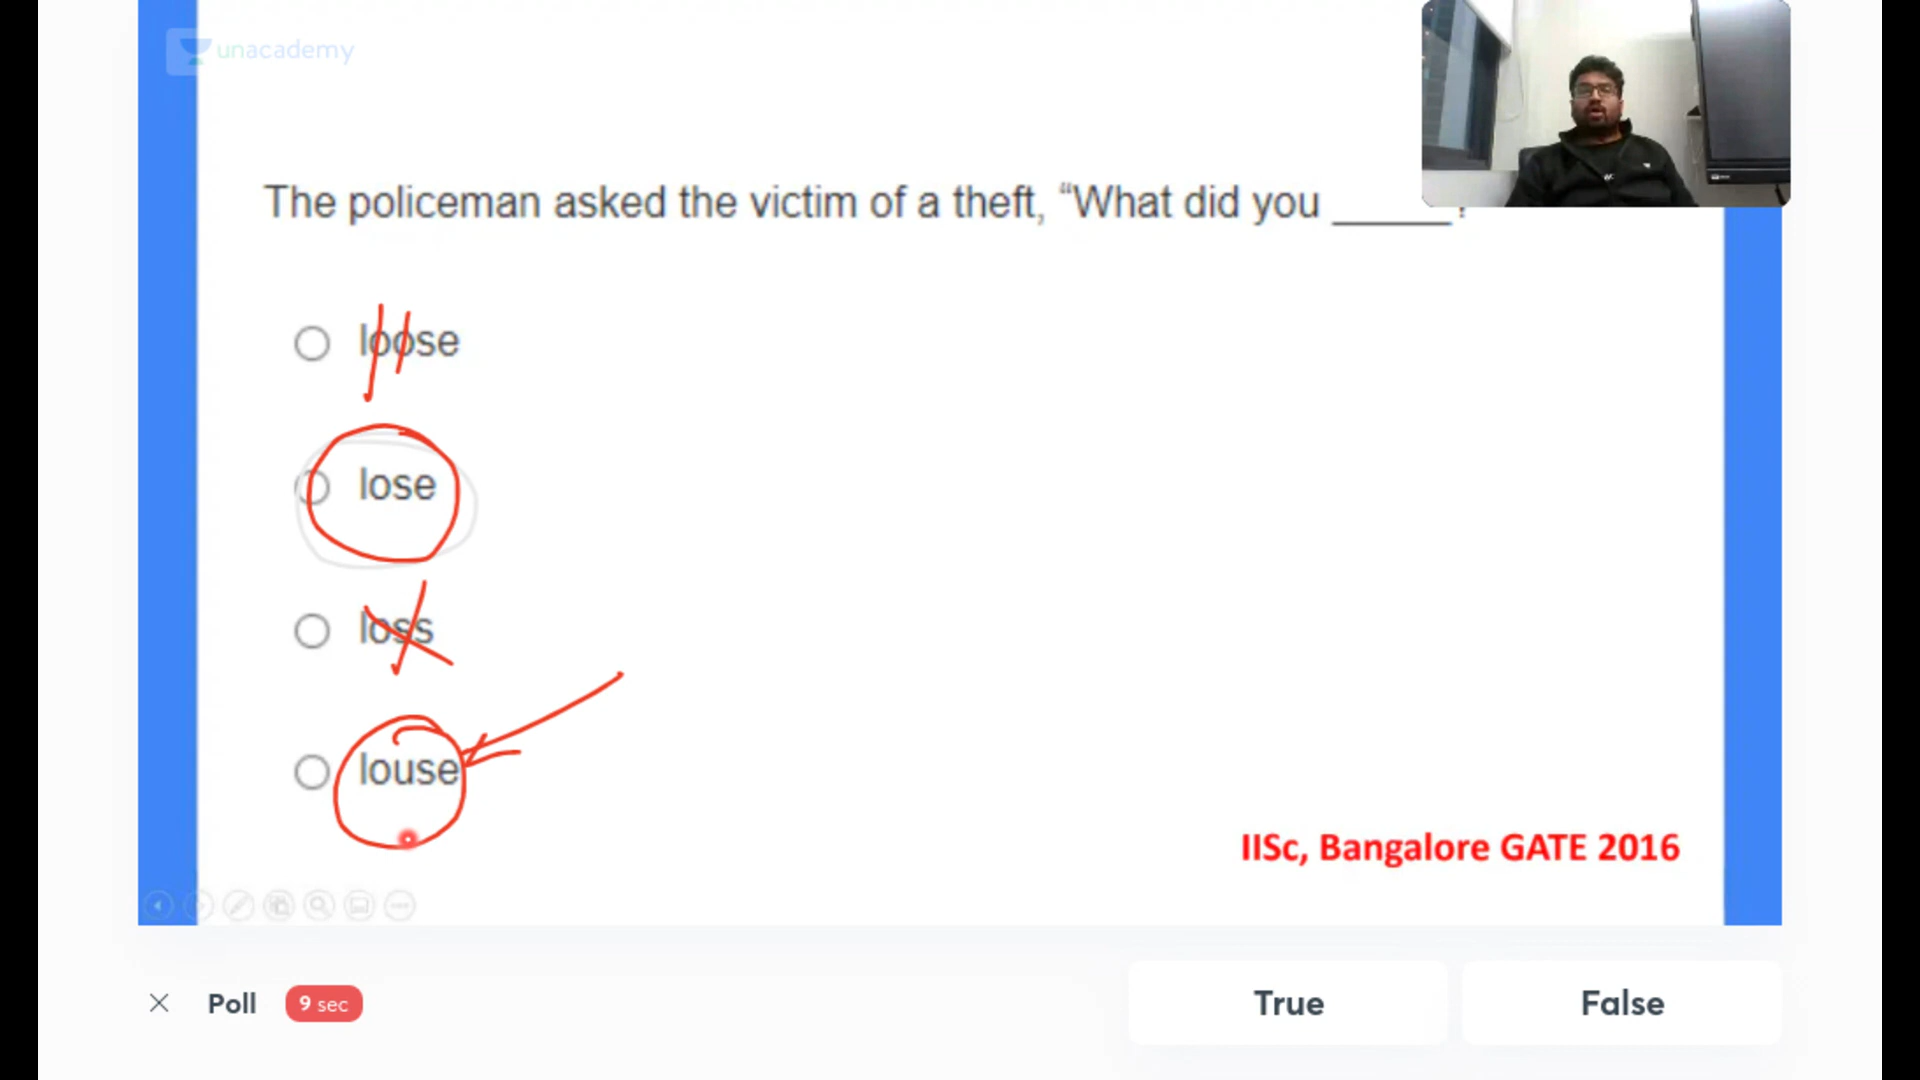 unacademy
The policeman asked the victim of a theft, “What did you ______?
loose
lose
loss
louse
IISc, Bangalore GATE 2016
Poll
9 sec
True
False